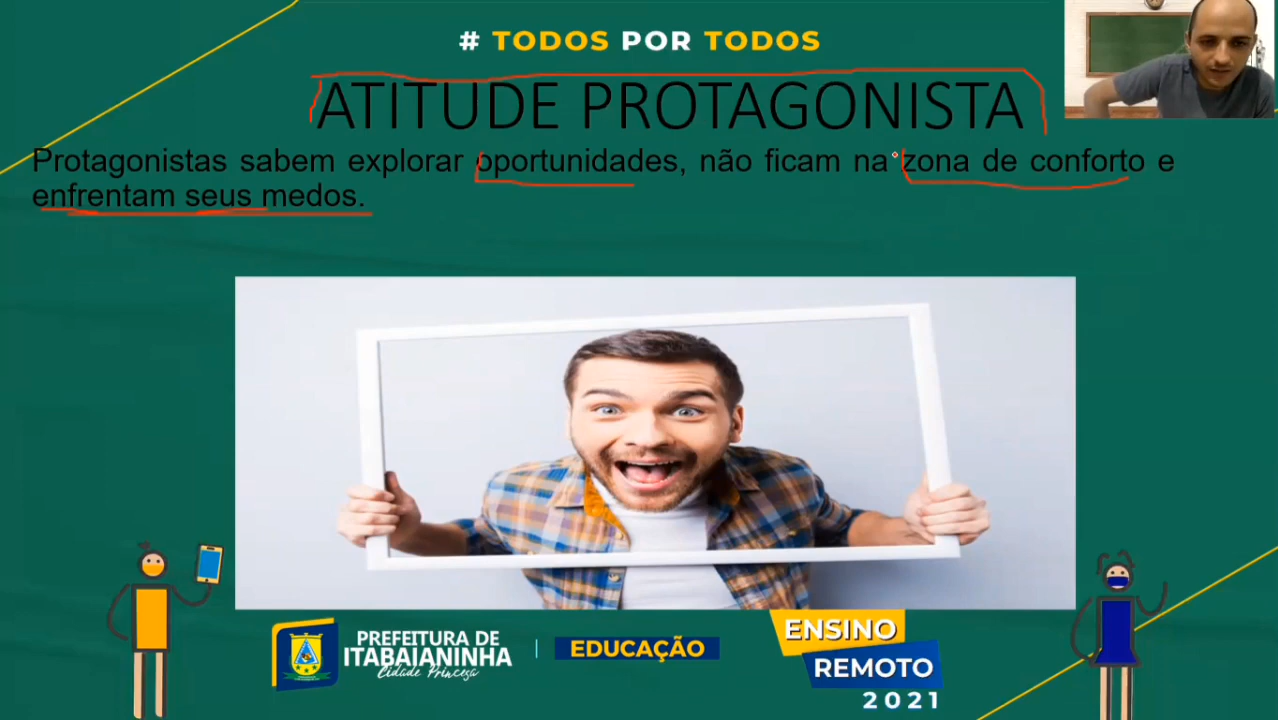 # TODOS POR TODOS
ATITUDE PROTAGONISTA
Protagonistas sabem explorar oportunidades, não ficam na zona de conforto e
enfrentam seus medos.
PREFEITURA DE
ITABAIANINHA
Cidade Princesa
EDUCAÇÃO
ENSINO
REMOTO
2021